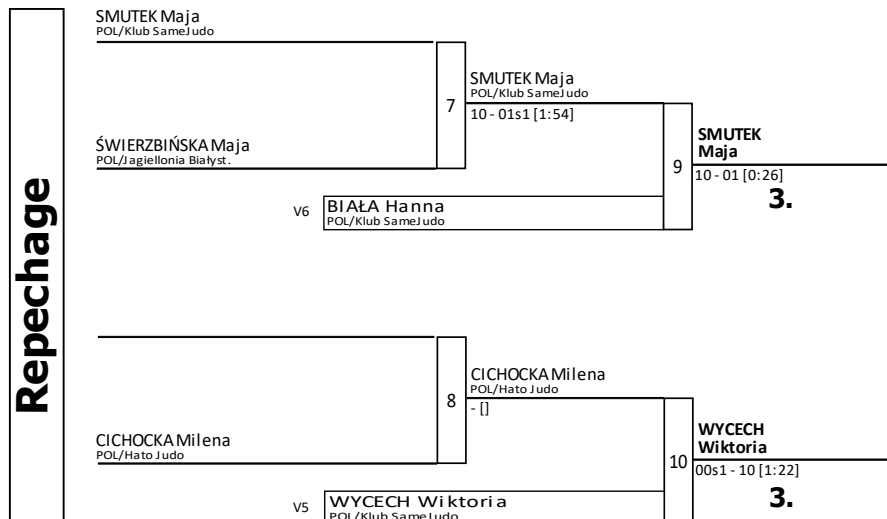 Repechage
SMUTEK Maja
POL/Klub SameJudo
7
SMUTEK Maja
POL/Klub SameJudo
10 - 01s1 [1:54]
ŚWIERZBIŃSKA Maja
POL/Jagiellonia Białyst.
9
SMUTEK
Maja
10 - 01 [0:26]
3.
V6
BIAŁA Hanna
POL/Klub SameJudo
8
CICHOCKA Milena
POL/Hato Judo
- []
CICHOCKA Milena
POL/Hato Judo
10
WYCECH
Wiktoria
00s1 - 10 [1:22]
3.
V5
WYCECH Wiktoria
POL/Klub SameJudo